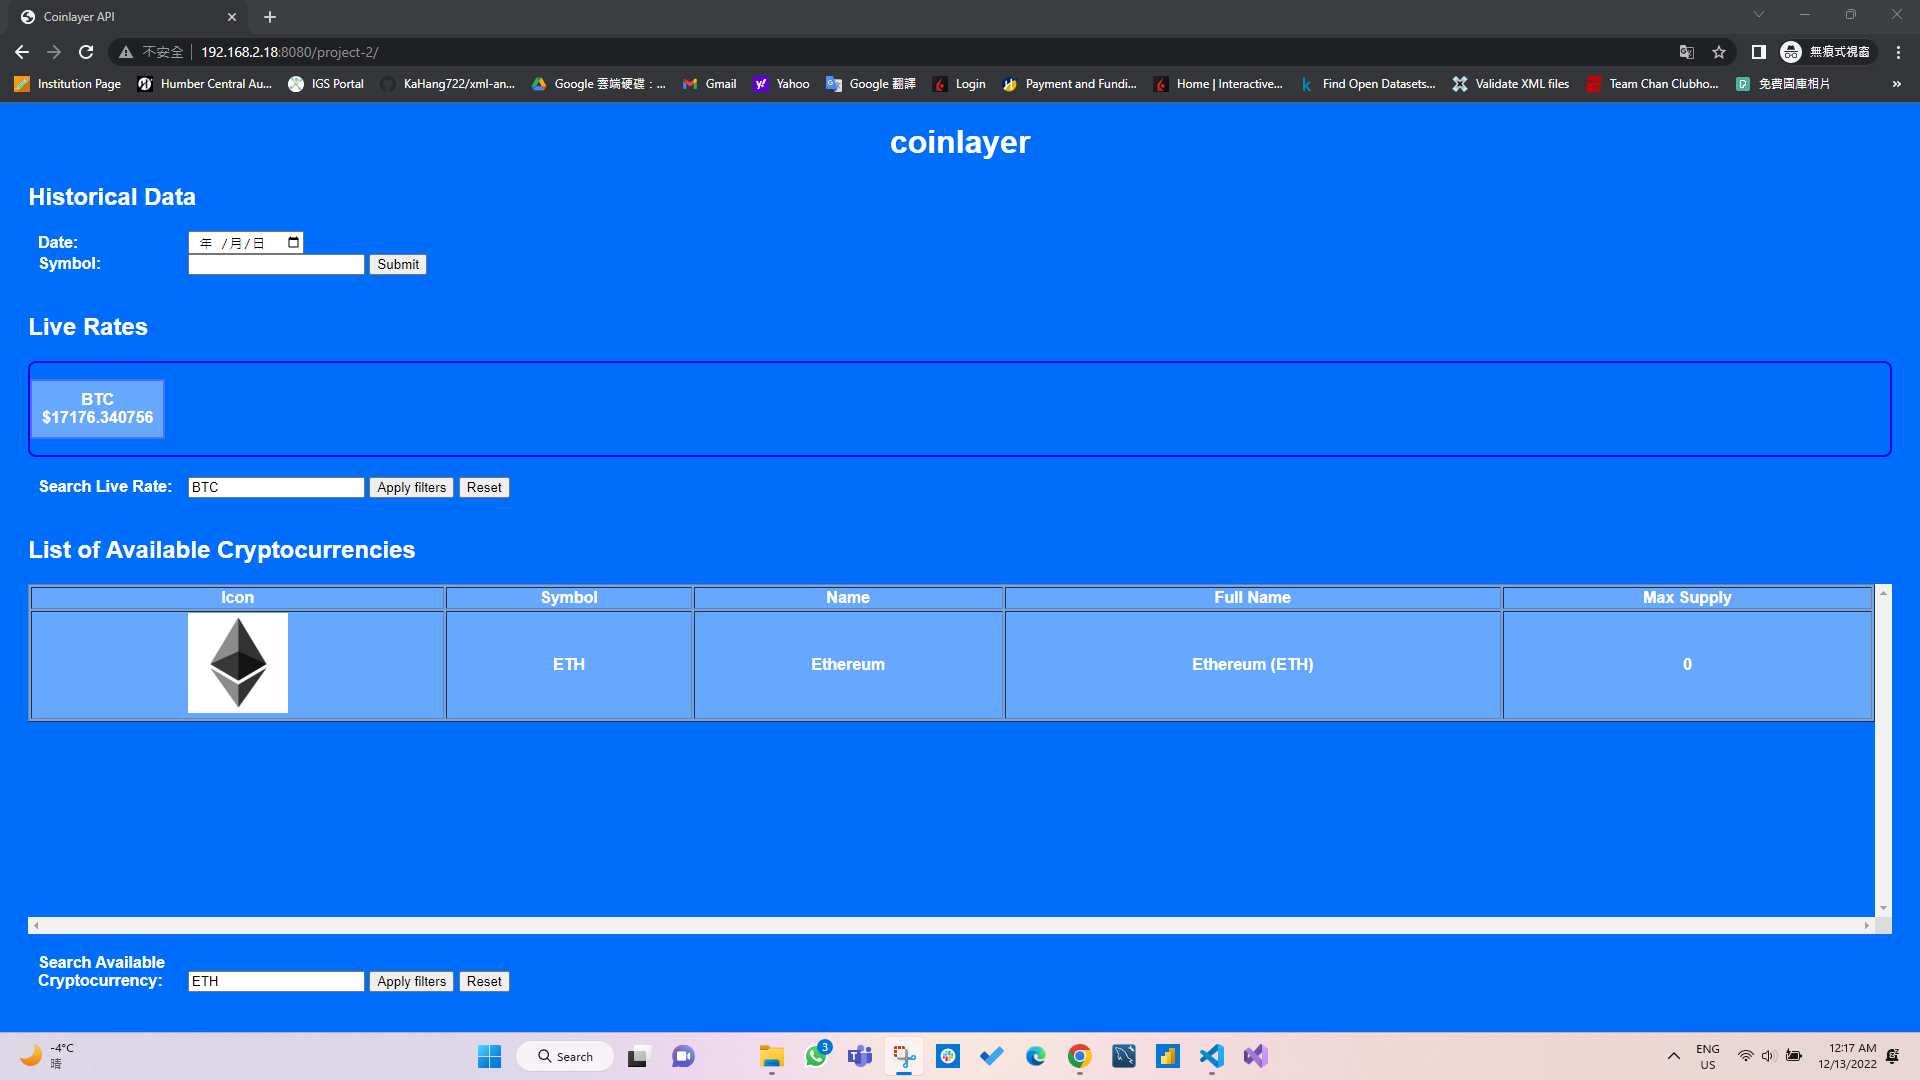 Coinlayer API
不安全
192.168.2.18:8080/project-2/
無痕式視窗
Institution Page
Humber Central Au...
IGS Portal
KaHang722/xml-an...
Google 雲端硬碟：...
Gmail
Yahoo
Google 翻譯
Login
Payment and Fundi...
Home | Interactive...
Find Open Datasets...
Validate XML files
Team Chan Clubho...
免費圖庫相片
coinlayer
Historical Data
Date:
年 /月/日
Symbol:
Submit
Live Rates
BTC
$17176.340756
Search Live Rate:
BTC
Apply filters
Reset
List of Available Cryptocurrencies
Icon Symbol Name Full Name Max Supply
ETH Ethereum Ethereum (ETH) 0
Search Available
Cryptocurrency:
ETH
Apply filters
Reset
-4°C
晴
Search
3
ENG
US
12:17 AM
12/13/2022